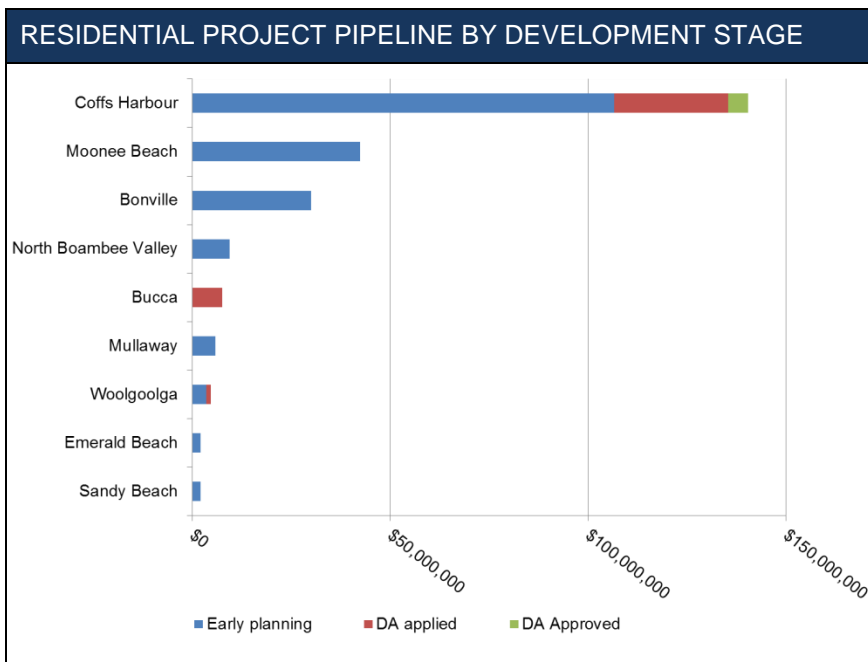 RESIDENTIAL PROJECT PIPELINE BY DEVELOPMENT STAGE
Coffs Harbour
Moonee Beach
Bonville
North Boambee Valley
Bucca
Mullaway
Woolgoolga
Emerald Beach
Sandy Beach
$0
$50,000,000
$100,000,000
$150,000,000
Early planning
DA applied
DA Approved